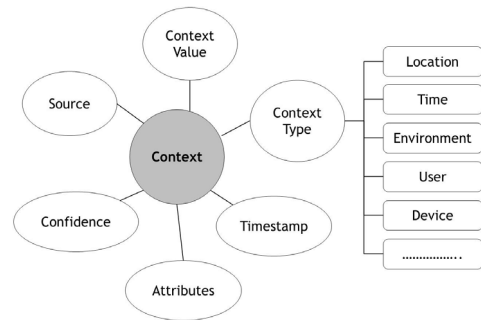 Context
Value
Source
Context
Type
Context
Confidence
Timestamp
Attributes
Location
Time
Environment
User
Device
..................